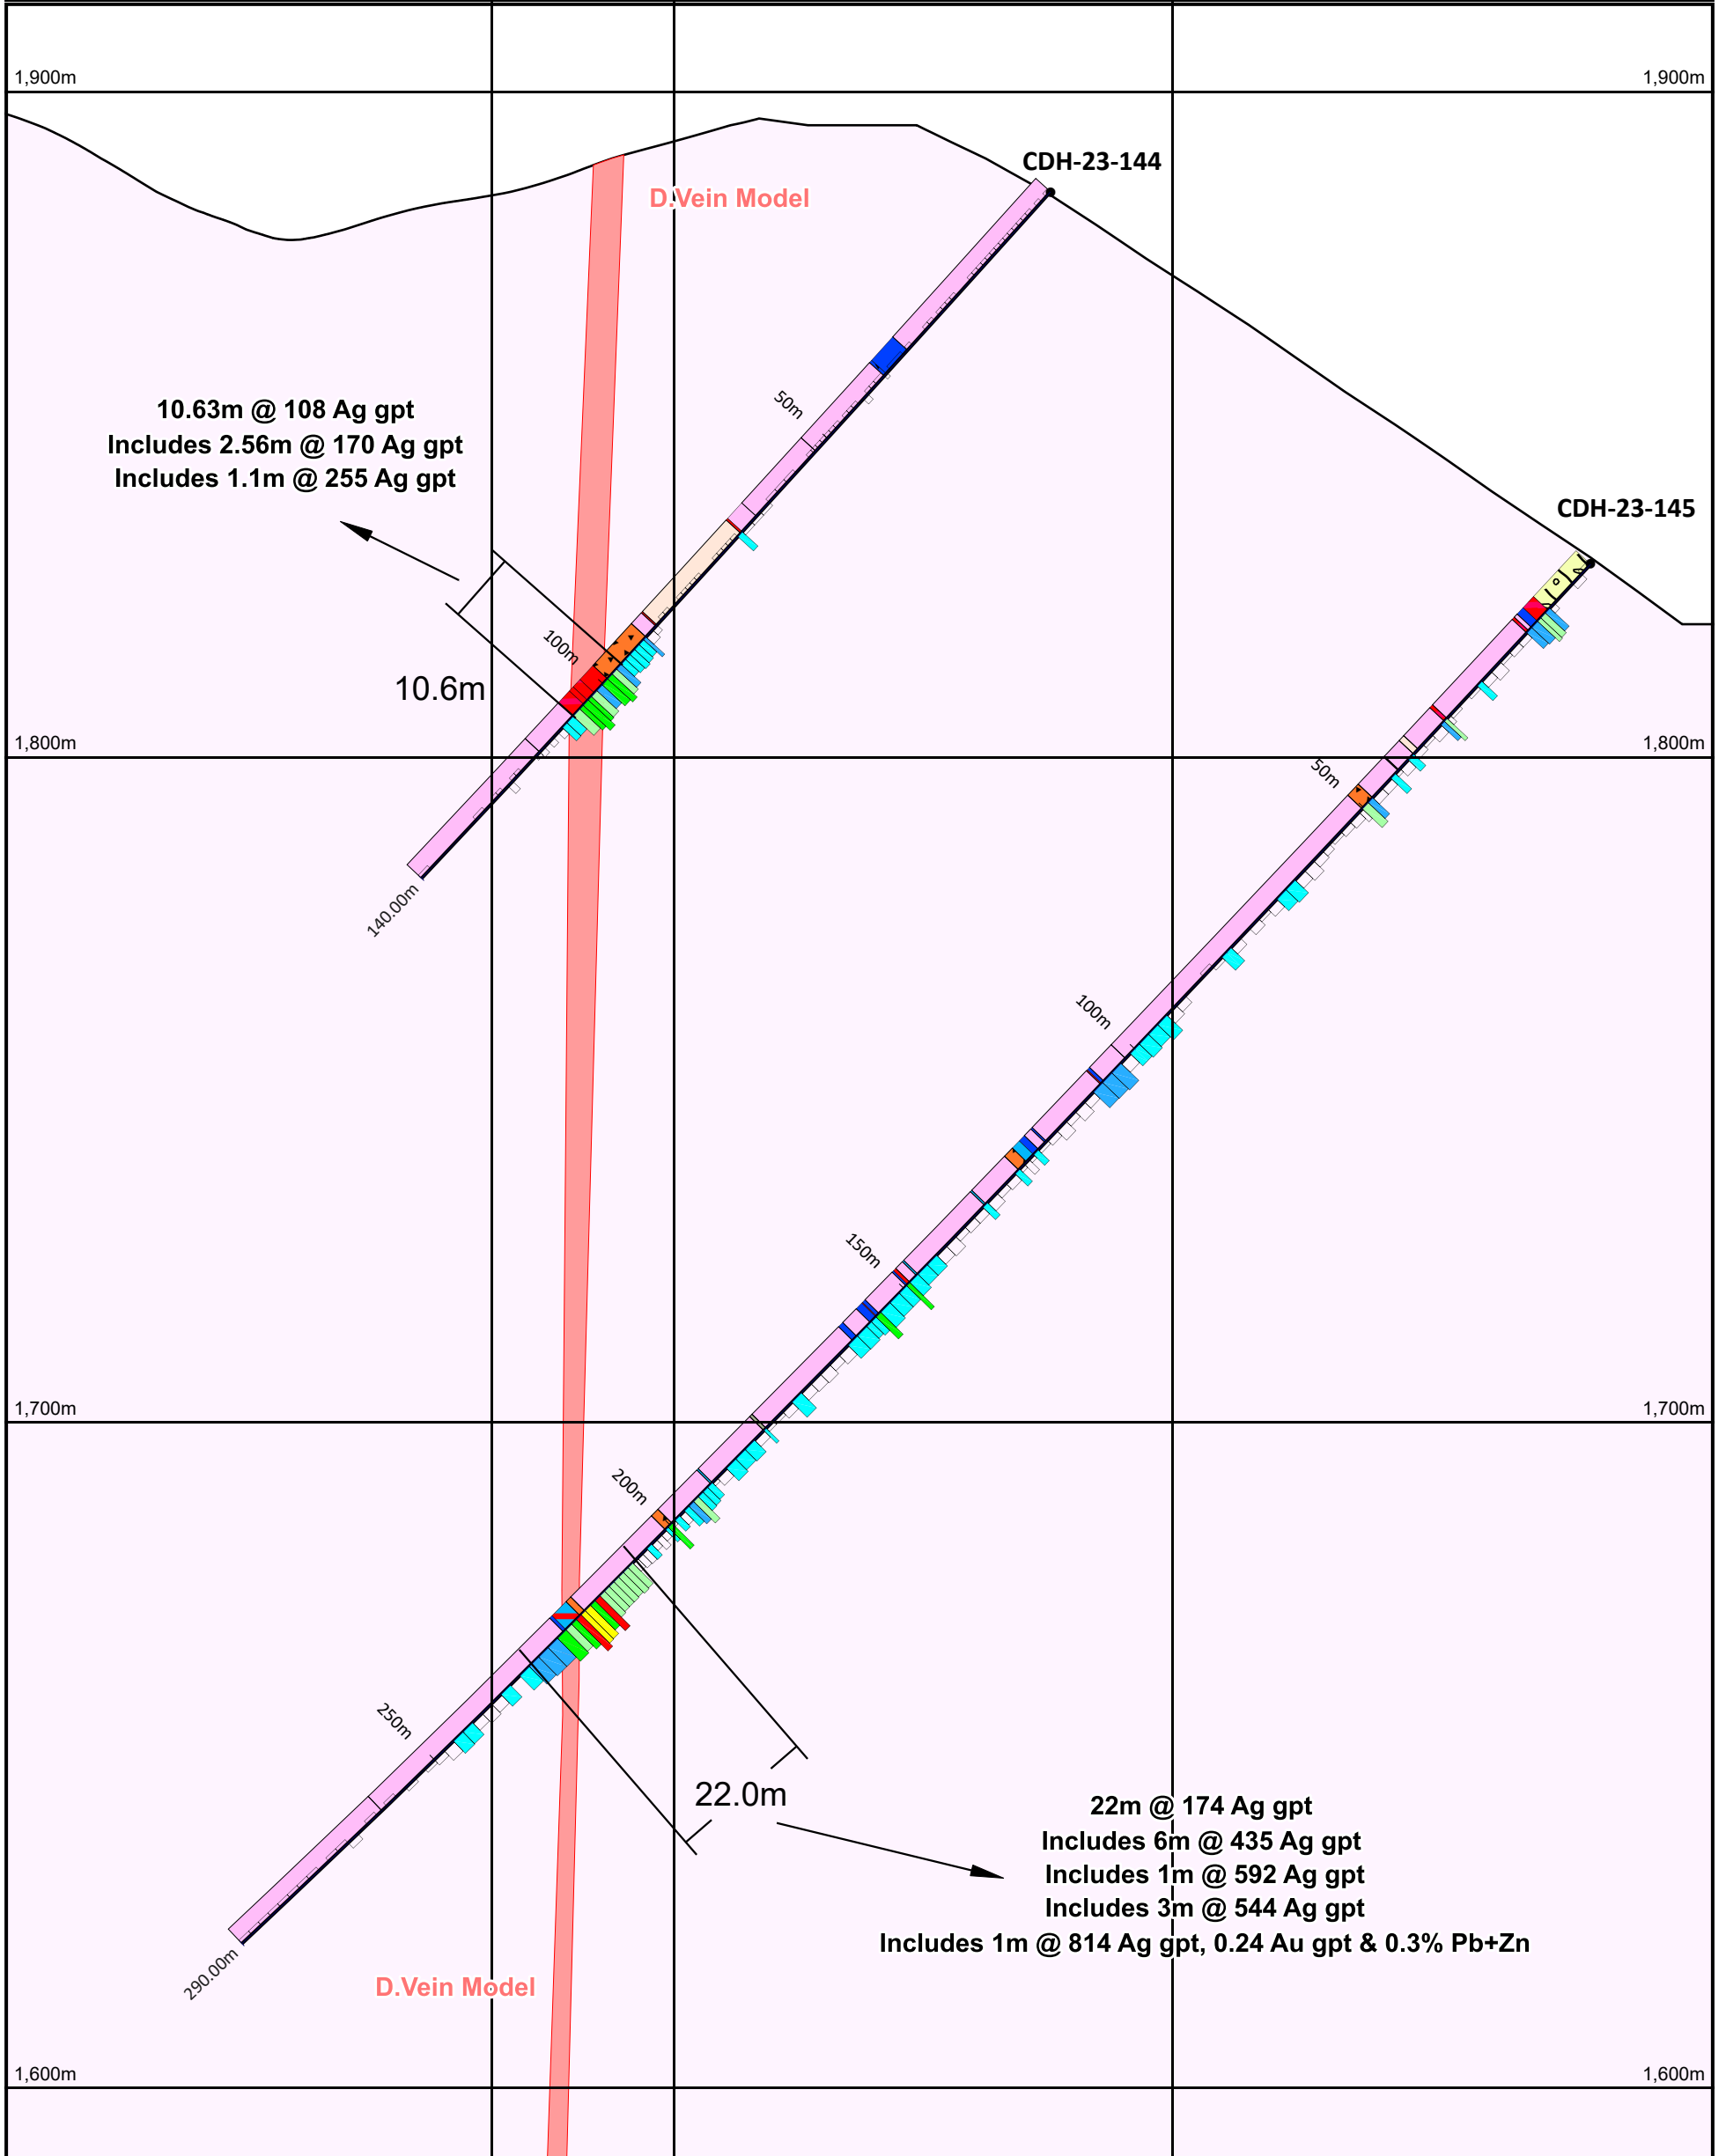 1,900m
1,900m
CDH-23-144
D.Vein Model
50m
10.63m @ 108 Ag gpt
Includes 2.56m @ 170 Ag gpt
Includes 1.1m @ 255 Ag gpt
CDH-23-145
100m
10.6m
1,800m
1,800m
50m
140.00m
100m
150m
1,700m
1,700m
200m
250m
22.0m
22m @ 174 Ag gpt
Includes 6m @ 435 Ag gpt
Includes 1m @ 592 Ag gpt
Includes 3m @ 544 Ag gpt
Includes 1m @ 814 Ag gpt, 0.24 Au gpt & 0.3% Pb+Zn
290.00m
D.Vein Model
1,600m
1,600m